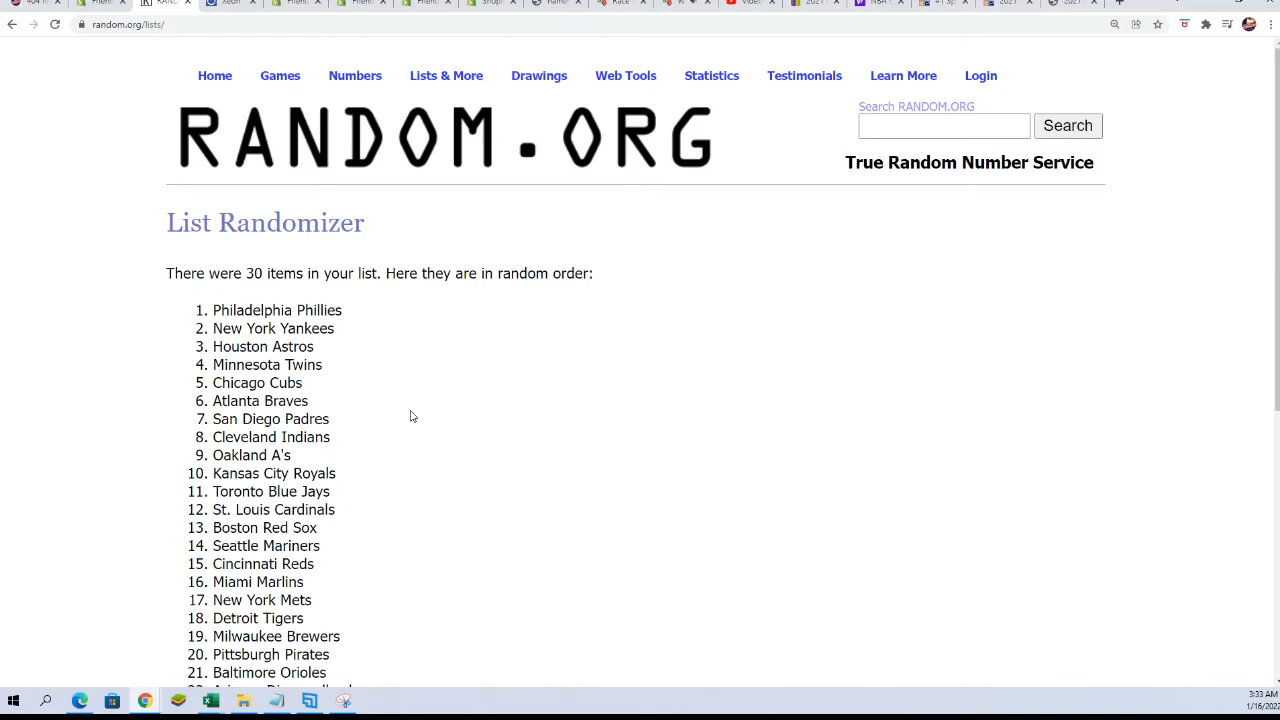 Xeon
random.org/lists/
Home Games Numbers Lists & More Drawings Web Tools Statistics Testimonials Learn More Login
RANDOM.ORG
Search RANDOM.ORG
Search
True Random Number Service
List Randomizer
There were 30 items in your list. Here they are in random order:
1. Philadelphia Phillies
2. New York Yankees
3. Houston Astros
4. Minnesota Twins
5. Chicago Cubs
6. Atlanta Braves
7. San Diego Padres
8. Cleveland Indians
9. Oakland A's
10. Kansas City Royals
11. Toronto Blue Jays
12. St. Louis Cardinals
13. Boston Red Sox
14. Seattle Mariners
15. Cincinnati Reds
16. Miami Marlins
17. New York Mets
18. Detroit Tigers
19. Milwaukee Brewers
20. Pittsburgh Pirates
21. Baltimore Orioles
3:33 AM
1/16/2022